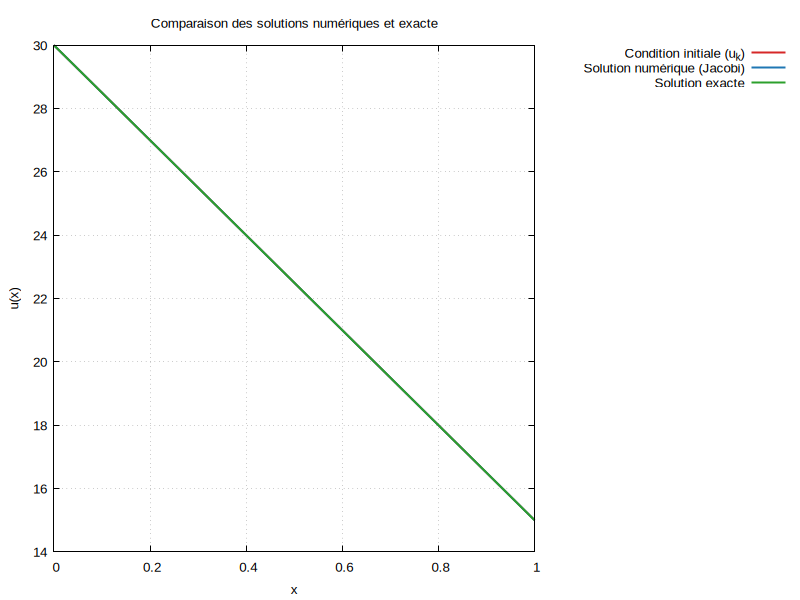 Comparaison des solutions numériques et exacte
Condition initiale (uk)
Solution numérique (Jacobi)
Solution exacte
30
28
26
24
22
20
18
16
14
u(x)
0 0.2 0.4 0.6 0.8 1
x